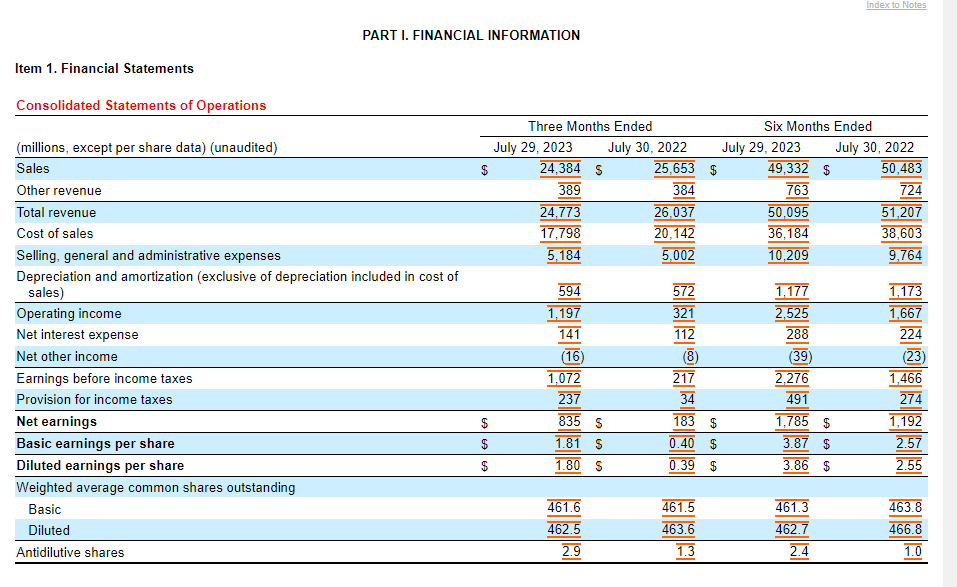 Index to Notes
PART I. FINANCIAL INFORMATION
Item 1. Financial Statements
Consolidated Statements of Operations
Three Months Ended Six Months Ended
(millions, except per share data) (unaudited) July 29, 2023 July 30, 2022 July 29, 2023 July 30, 2022
Sales $ 24,384 $ 25,653 $ 49,332 $ 50,483
Other revenue 389 384 763 724
Total revenue 24,773 26,037 50,095 51,207
Cost of sales 17,798 20,142 36,184 38,603
Selling, general and administrative expenses 5,184 5,002 10,209 9,764
Depreciation and amortization (exclusive of depreciation included in cost of
sales) 594 572 1,177 1,173
Operating income 1,197 321 2,525 1,667
Net interest expense 141 112 288 224
Net other income (16) (8) (39) (23)
Earnings before income taxes 1,072 217 2,276 1,466
Provision for income taxes 237 34 491 274
Net earnings $ 835 $ 183 $ 1,785 $ 1,192
Basic earnings per share $ 1.81 $ 0.40 $ 3.87 $ 2.57
Diluted earnings per share $ 1.80 $ 0.39 $ 3.86 $ 2.55
Weighted average common shares outstanding
Basic 461.6 461.5 461.3 463.8
Diluted 462.5 463.6 462.7 466.8
Antidilutive shares 2.9 1.3 2.4 1.0